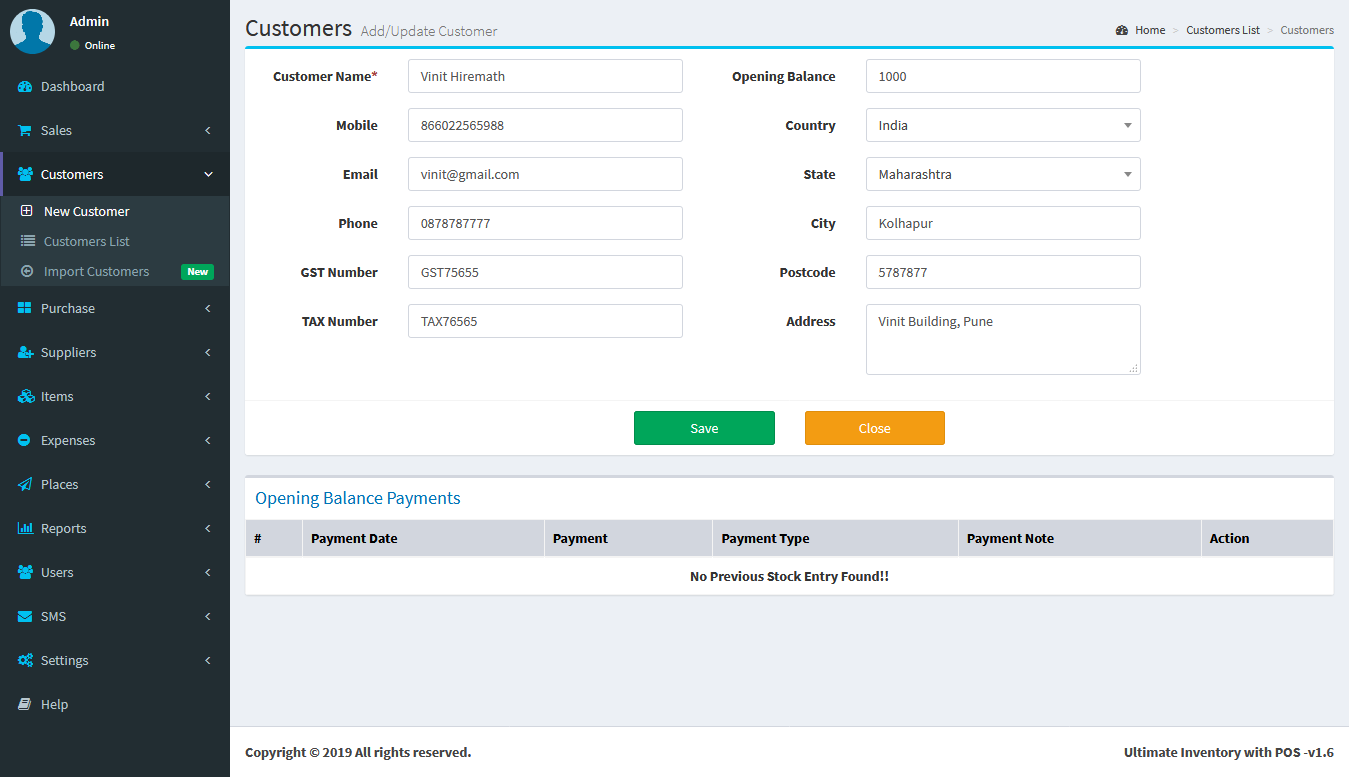 Admin
Online
Dashboard
Sales
Customers
New Customer
Customers List
Import Customers New
Purchase
Suppliers
Items
Expenses
Places
Reports
Users
SMS
Settings
Help
Customers Add/Update Customer
Home > Customers List > Customers
Customer Name* Vinit Hiremath Opening Balance 1000
Mobile 866022565988 Country India
Email vinit@gmail.com State Maharashtra
Phone 0878787777 City Kolhapur
GST Number GST75655 Postcode 5787877
TAX Number TAX76565 Address Vinit Building, Pune
Save Close
Opening Balance Payments
# Payment Date Payment Payment Type Payment Note Action
No Previous Stock Entry Found!!
Copyright © 2019 All rights reserved. Ultimate Inventory with POS -v1.6